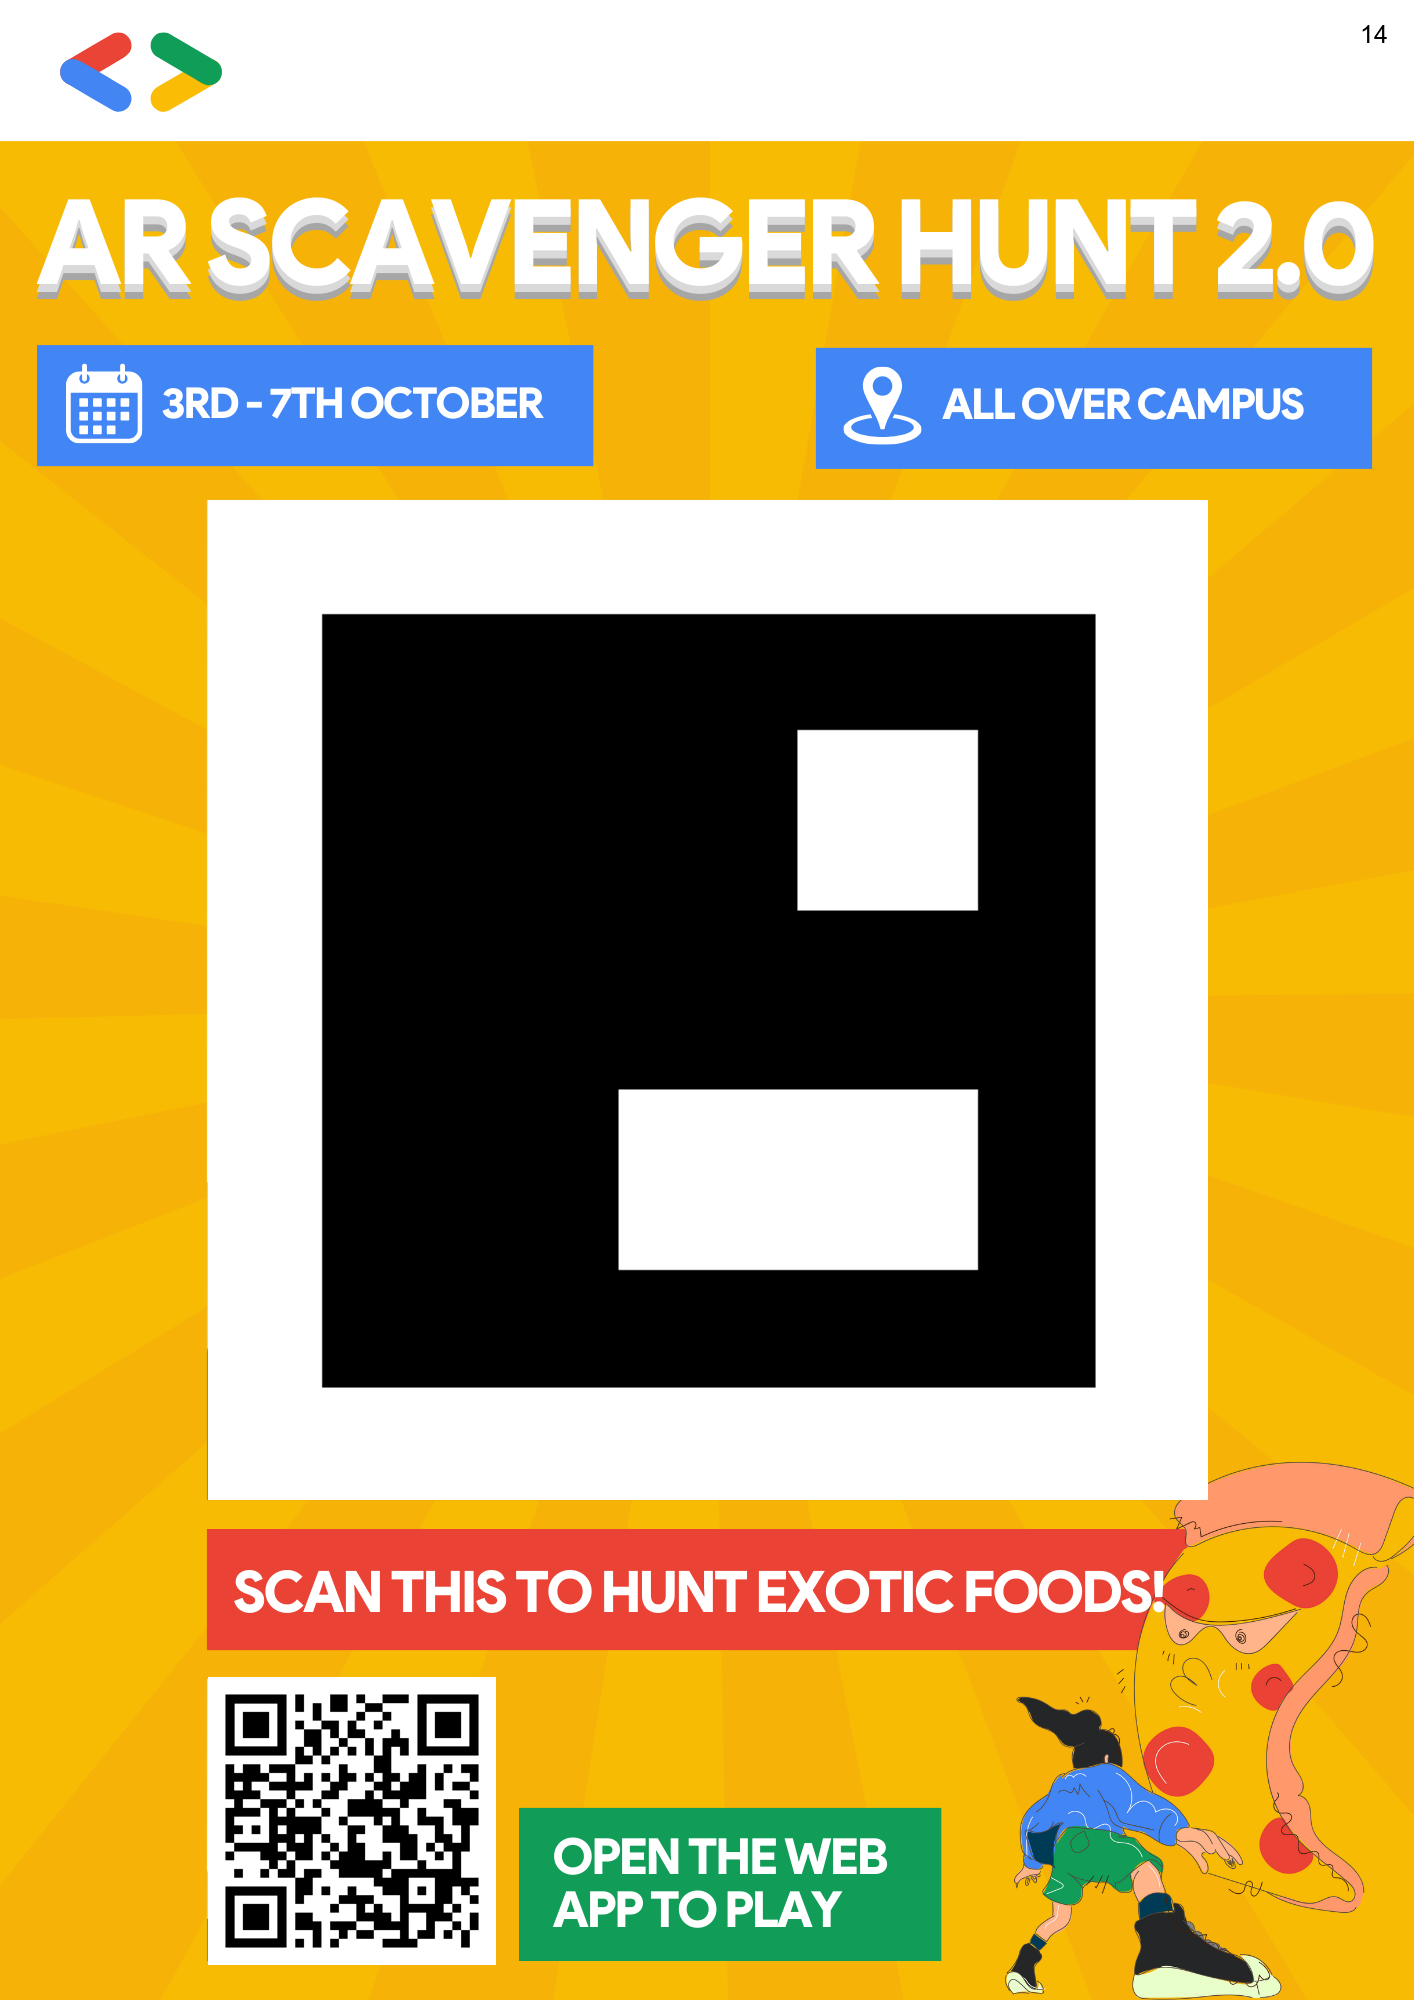 14
AR SCAVENGER HUNT 2.0
3RD - 7TH OCTOBER
ALL OVER CAMPUS
SCAN THIS TO HUNT EXOTIC FOODS!
OPEN THE WEB
APP TO PLAY